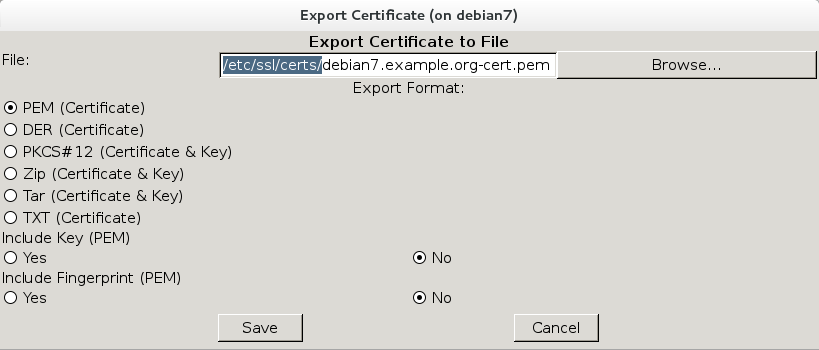 Export Certificate (on debian7)
Export Certificate to File
File: /etc/ssl/certs/debian7.example.org-cert.pem Browse...
Export Format:
PEM (Certificate)
DER (Certificate)
PKCS#12 (Certificate & Key)
Zip (Certificate & Key)
Tar (Certificate & Key)
TXT (Certificate)
Include Key (PEM)
Yes No
Include Fingerprint (PEM)
Yes No
Save Cancel